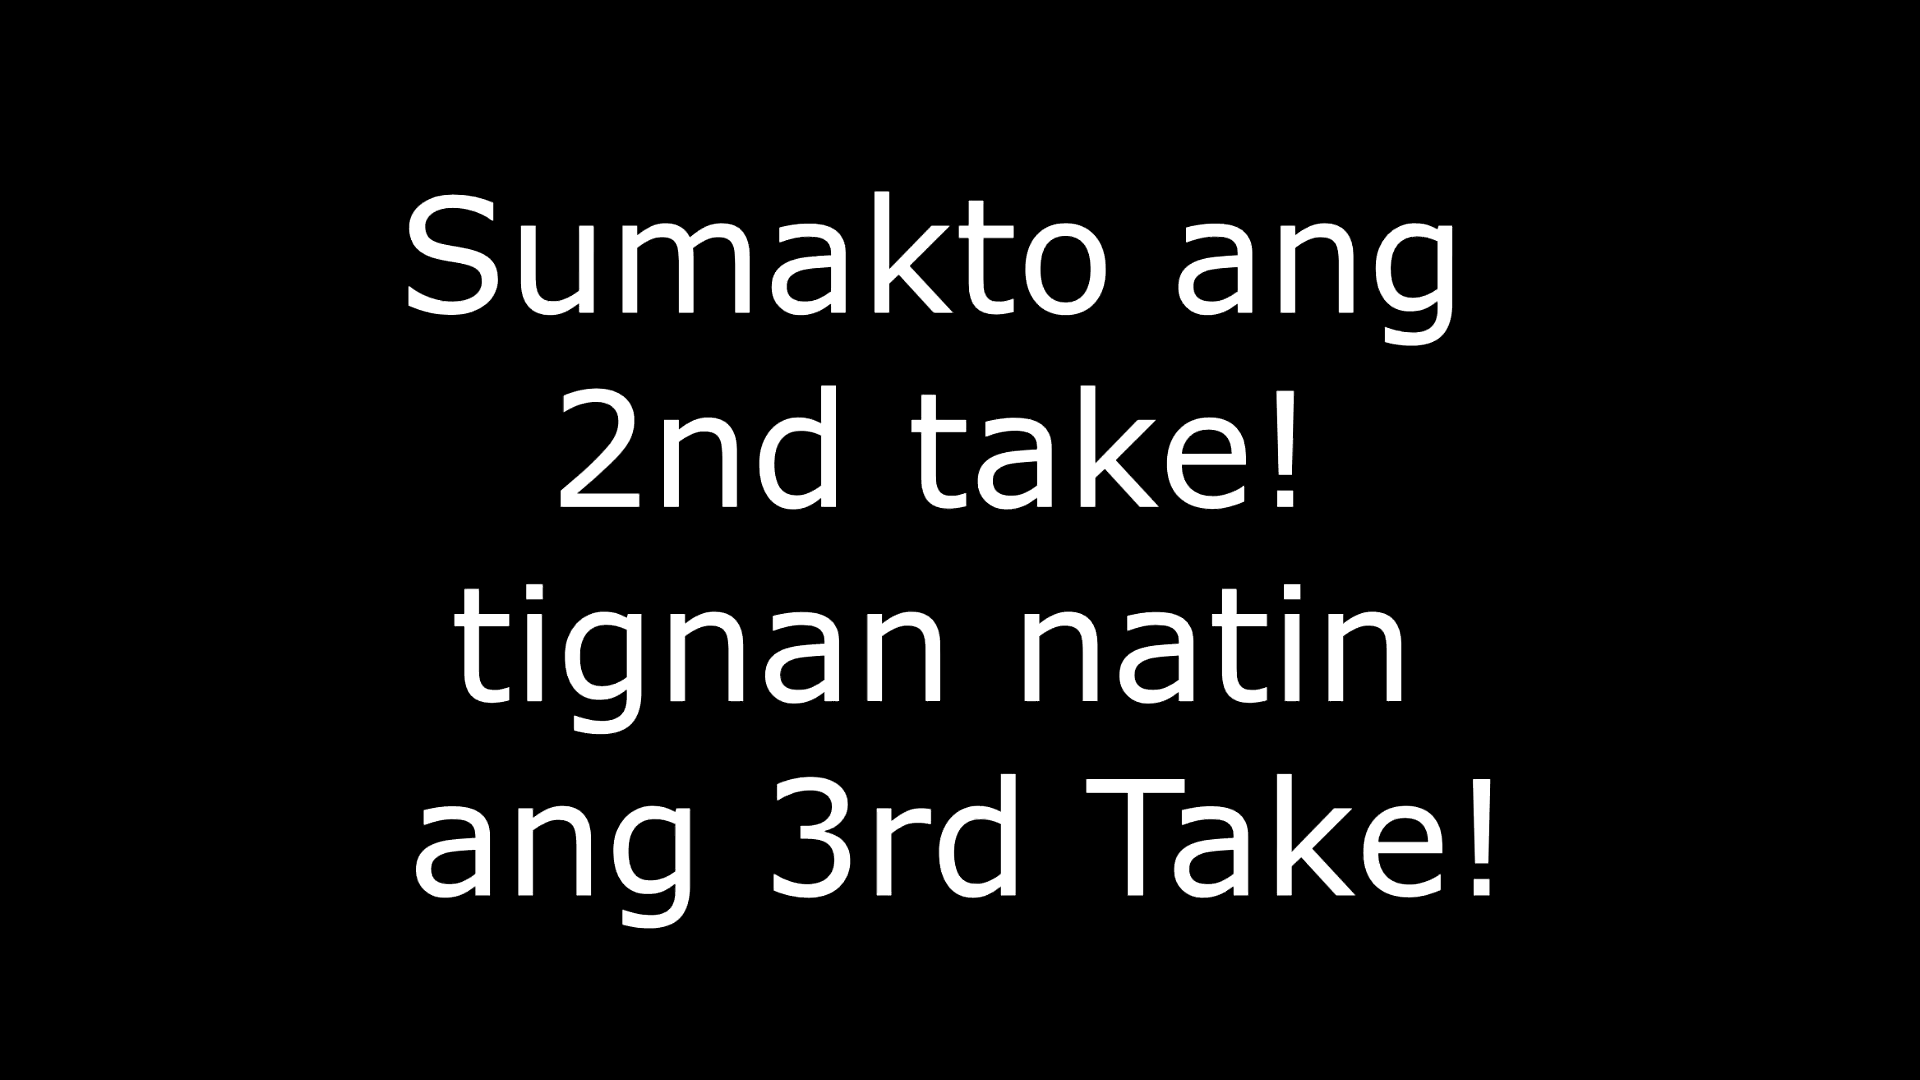 Sumakto ang
2nd take!
tignan natin
ang 3rd Take!